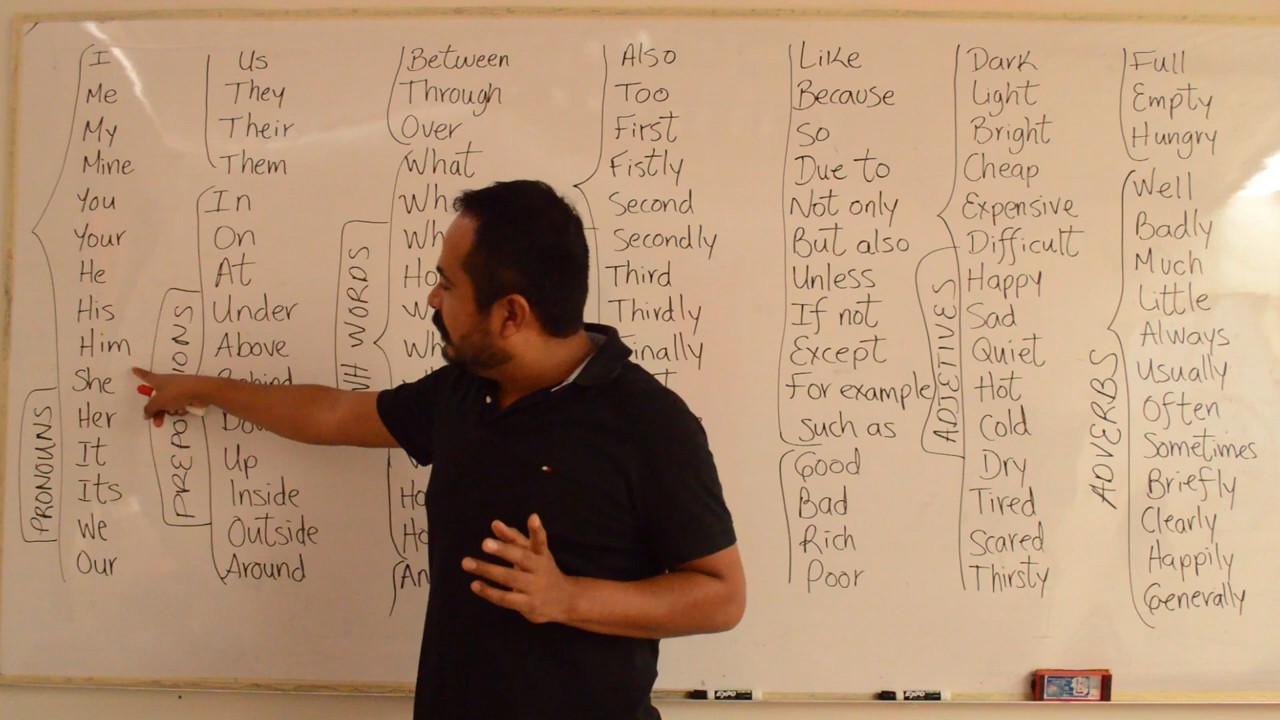 I
Me
My
Mine
You
Your
He
His
Him
She
Her
It
Its
We
Our
PRONOUNS
Us
They
Their
Them
In
On
At
Under
Above
Behind
Up
Inside
Outside
Around
Between
Through
Over
What
WH WORDS
Also
Too
First
Fistly
Second
Secondly
Third
Thirdly
Finally
Like
Because
So
Due to
Not only
But also
Unless
If not
Except
For example
Such as
Good
Bad
Rich
Poor
Dark
Light
Bright
Cheap
Expensive
Difficult
Happy
Sad
Quiet
Hot
Cold
Dry
Tired
Scared
Thirsty
ADJETIVES
Full
Empty
Hungry
Well
Badly
Much
Little
Always
Usually
Often
Sometimes
Briefly
Clearly
Happily
Generally
ADVERBS